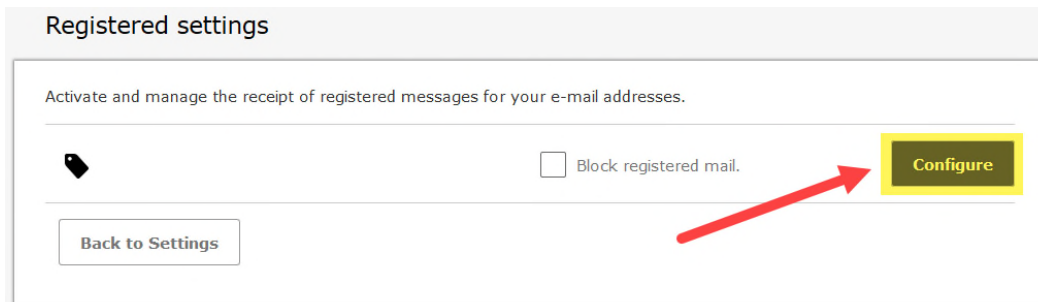 Registered settings
Activate and manage the receipt of registered messages for your e-mail addresses.
Block registered mail.
Configure
Back to Settings